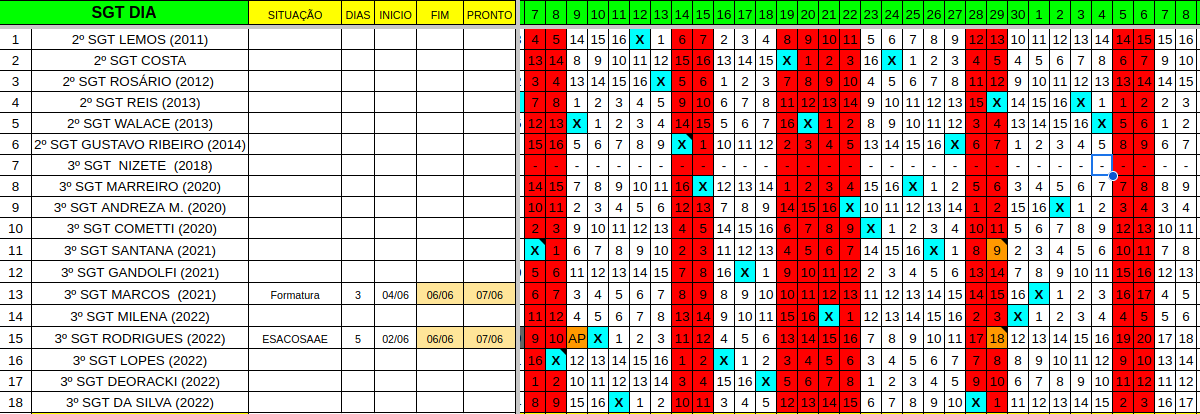 SGT DIA SITUAÇÃO DIAS INICIO FIM PRONTO 7 8 9 10 11 12 13 14 15 16 17 18 19 20 21 22 23 24 25 26 27 28 29 30 1 2 3 4 5 6 7 8
1 2º SGT LEMOS (2011) 4 5 14 15 16 X 1 6 7 2 3 4 8 9 10 11 5 6 7 8 9 12 13 10 11 12 13 14 14 15 15 16
2 2º SGT COSTA 13 14 8 9 10 11 12 15 16 13 14 15 X 1 2 3 16 X 1 2 3 4 5 4 5 6 7 8 6 7 9 10
3 2º SGT ROSÁRIO (2012) 3 4 13 14 15 16 X 5 6 1 2 3 7 8 9 10 4 5 6 7 8 11 12 9 10 11 12 13 13 14 14 15
4 2º SGT REIS (2013) 7 8 1 2 3 4 5 9 10 6 7 8 11 12 13 14 9 10 11 12 13 15 X 14 15 16 X 1 1 2 2 3
5 2º SGT WALACE (2013) 12 13 X 1 2 3 4 14 15 5 6 7 16 X 1 2 8 9 10 11 12 3 4 13 14 15 16 X 5 6 1 2
6 2º SGT GUSTAVO RIBEIRO (2014) 15 16 5 6 7 8 9 X 1 10 11 12 2 3 4 5 13 14 15 16 X 6 7 1 2 3 4 5 8 9 6 7
7 3º SGT NIZETE (2018) - - - - - - - - - - - - - - - - - - - - - - - - - - - - - - - -
8 3º SGT MARREIRO (2020) 14 15 7 8 9 10 11 16 X 12 13 14 1 2 3 4 15 16 X 1 2 5 6 3 4 5 6 7 7 8 8 9
9 3º SGT ANDREZA M. (2020) 10 11 2 3 4 5 6 12 13 7 8 9 14 15 16 X 10 11 12 13 14 1 2 15 16 X 1 2 3 4 3 4
10 3º SGT COMETTI (2020) 2 3 9 10 11 12 13 4 5 14 15 16 6 7 8 9 X 1 2 3 4 10 11 5 6 7 8 9 12 13 10 11
11 3º SGT SANTANA (2021) X 1 6 7 8 9 10 2 3 11 12 13 4 5 6 7 14 15 16 X 1 8 9 2 3 4 5 6 10 11 7 8
12 3º SGT GANDOLFI (2021) 5 6 11 12 13 14 15 7 8 16 X 1 9 10 11 12 2 3 4 5 6 13 14 7 8 9 10 11 15 16 12 13
13 3º SGT MARCOS (2021) Formatura 3 04/06 06/06 07/06 6 7 3 4 5 6 7 8 9 8 9 10 10 11 12 13 11 12 13 14 15 14 15 16 X 1 2 3 16 17 4 5
14 3º SGT MILENA (2022) 11 12 4 5 6 7 8 13 14 9 10 11 15 16 X 1 12 13 14 15 16 2 3 X 1 2 3 4 4 5 5 6
15 3º SGT RODRIGUES (2022) ESACOSAAE 5 02/06 06/06 07/06 9 10 AP X 1 2 3 11 12 4 5 6 13 14 15 16 7 8 9 10 11 17 18 12 13 14 15 16 19 20 17 18
16 3º SGT LOPES (2022) 16 X 12 13 14 15 16 1 2 X 1 2 3 4 5 6 3 4 5 6 7 7 8 8 9 10 11 12 9 10 13 14
17 3º SGT DEORACKI (2022) 1 2 10 11 12 13 14 3 4 15 16 X 5 6 7 8 1 2 3 4 5 9 10 6 7 8 9 10 11 12 11 12
18 3º SGT DA SILVA (2022) 8 9 15 16 X 1 2 10 11 3 4 5 12 13 14 15 6 7 8 9 10 X 1 11 12 13 14 15 2 3 16 17